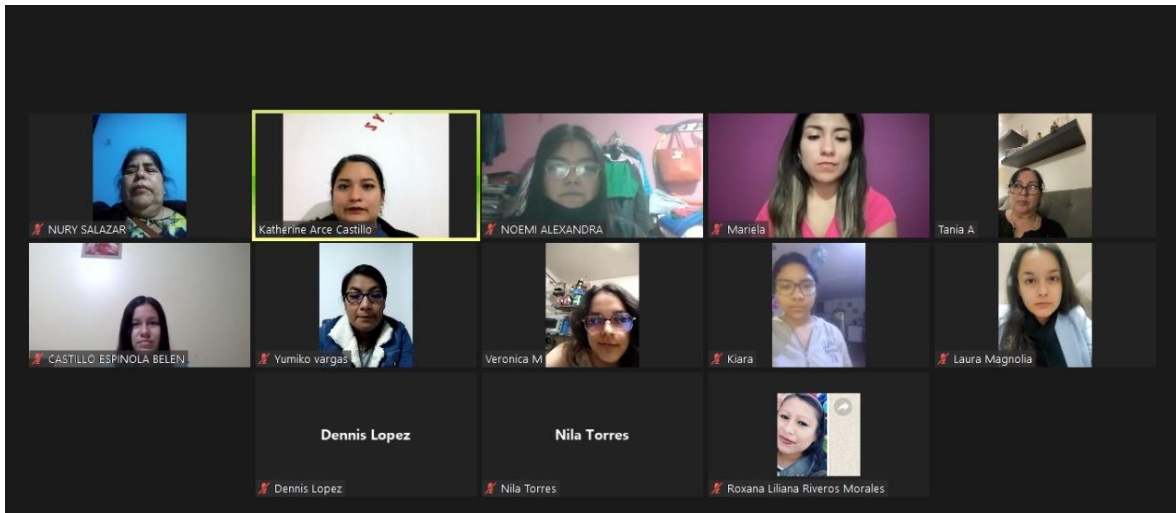 NURY SALAZAR
Katherine Arce Castillo
NOEMI ALEXANDRA
Mariela
Tania A
CASTILLO ESPINOLA BELEN
Yumiko vargas
Veronica M
Kiara
Laura Magnolia
Dennis Lopez
Nila Torres
Dennis Lopez
Nila Torres
Roxana Liliana Riveros Morales